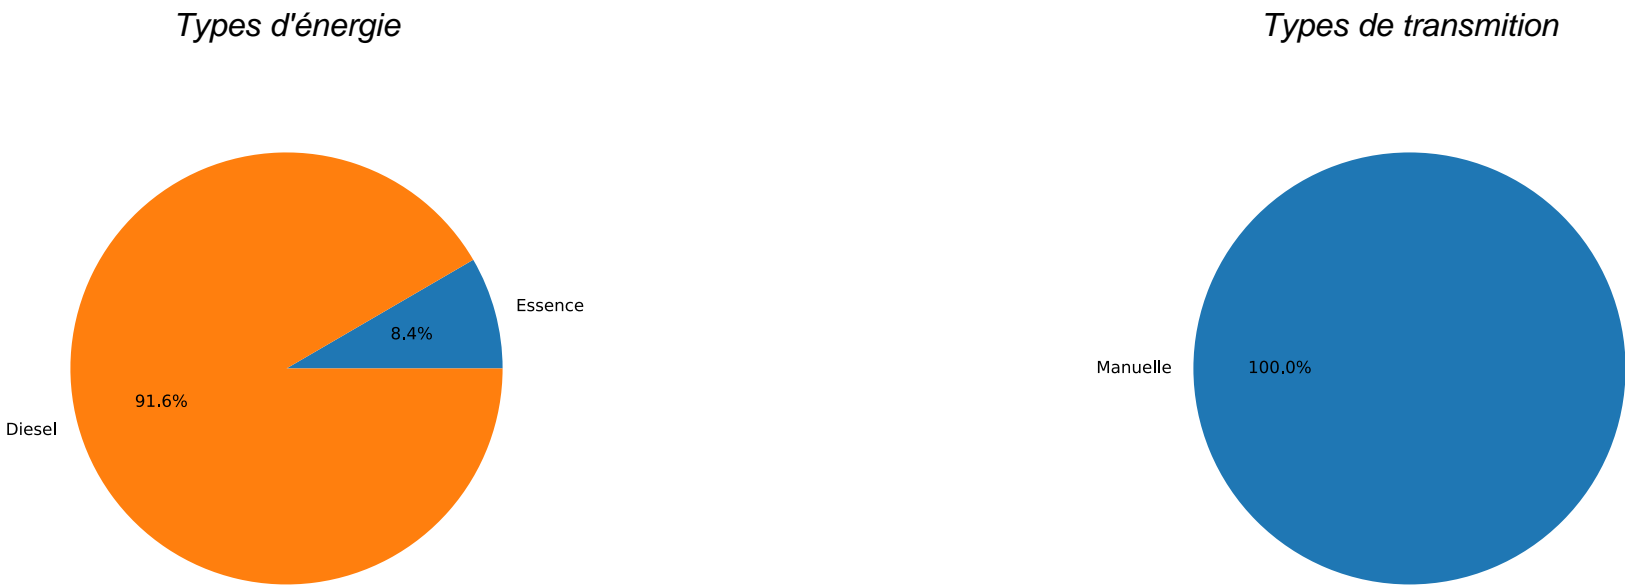 Types d'énergie
Types de transmition
Essence
8.4%
91.6%
Diesel
Manuelle
100.0%